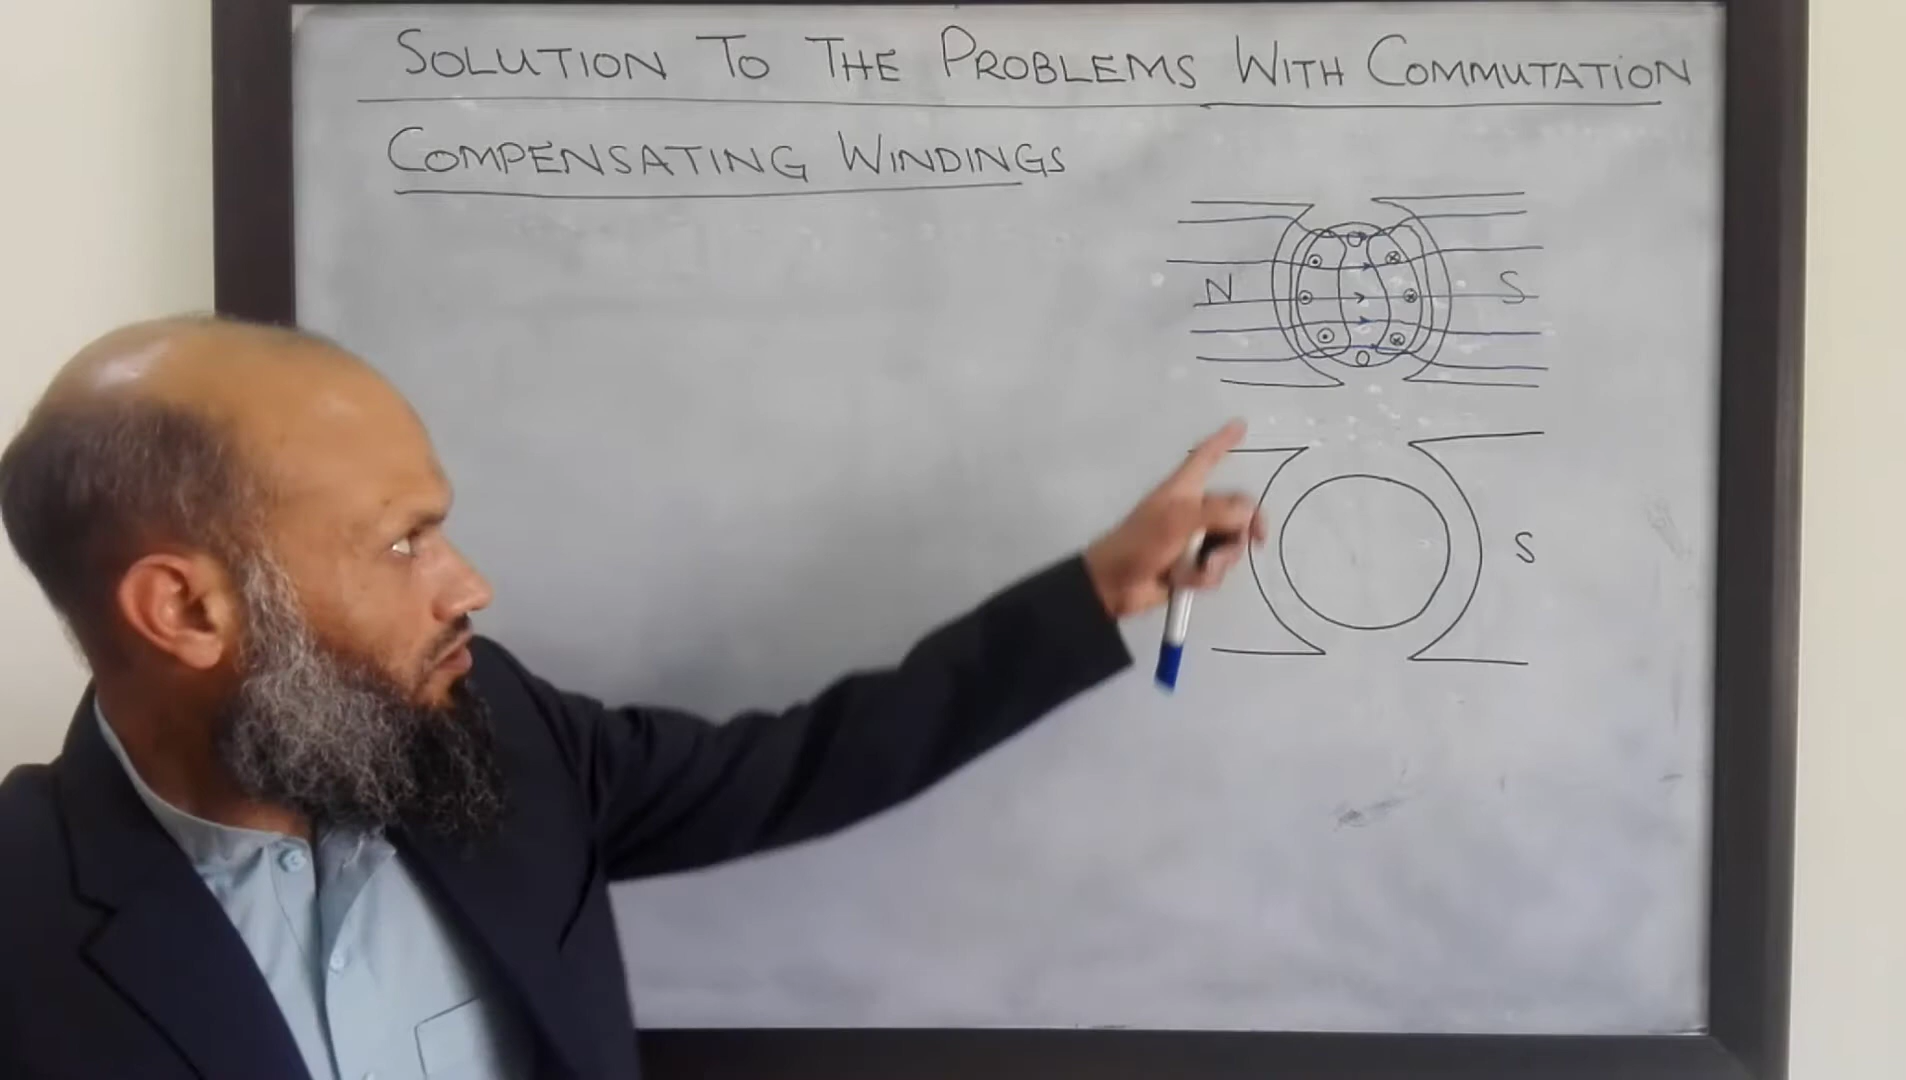 SOLUTION TO THE PROBLEMS WITH COMMUTATION
COMPENSATING WINDINGS
N S
S